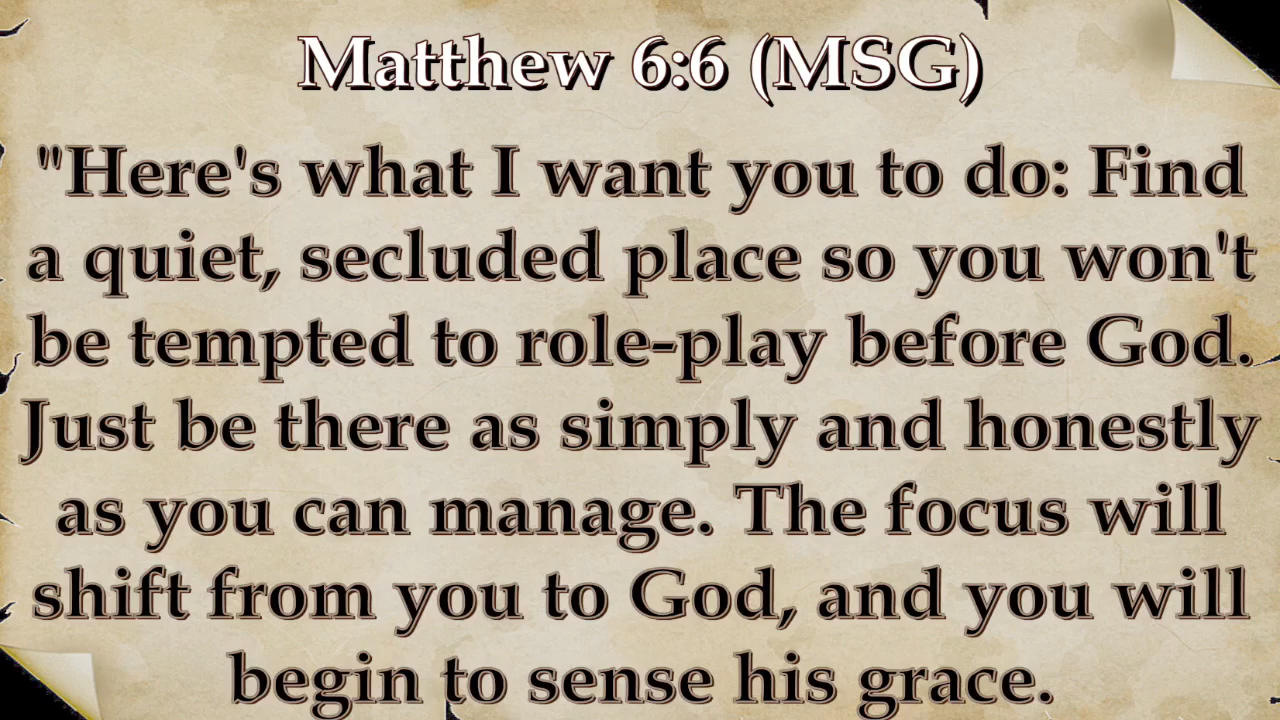 Matthew 6:6 (MSG)
"Here's what I want you to do: Find
a quiet, secluded place so you won't
be tempted to role-play before God.
Just be there as simply and honestly
as you can manage. The focus will
shift from you to God, and you will
begin to sense his grace.